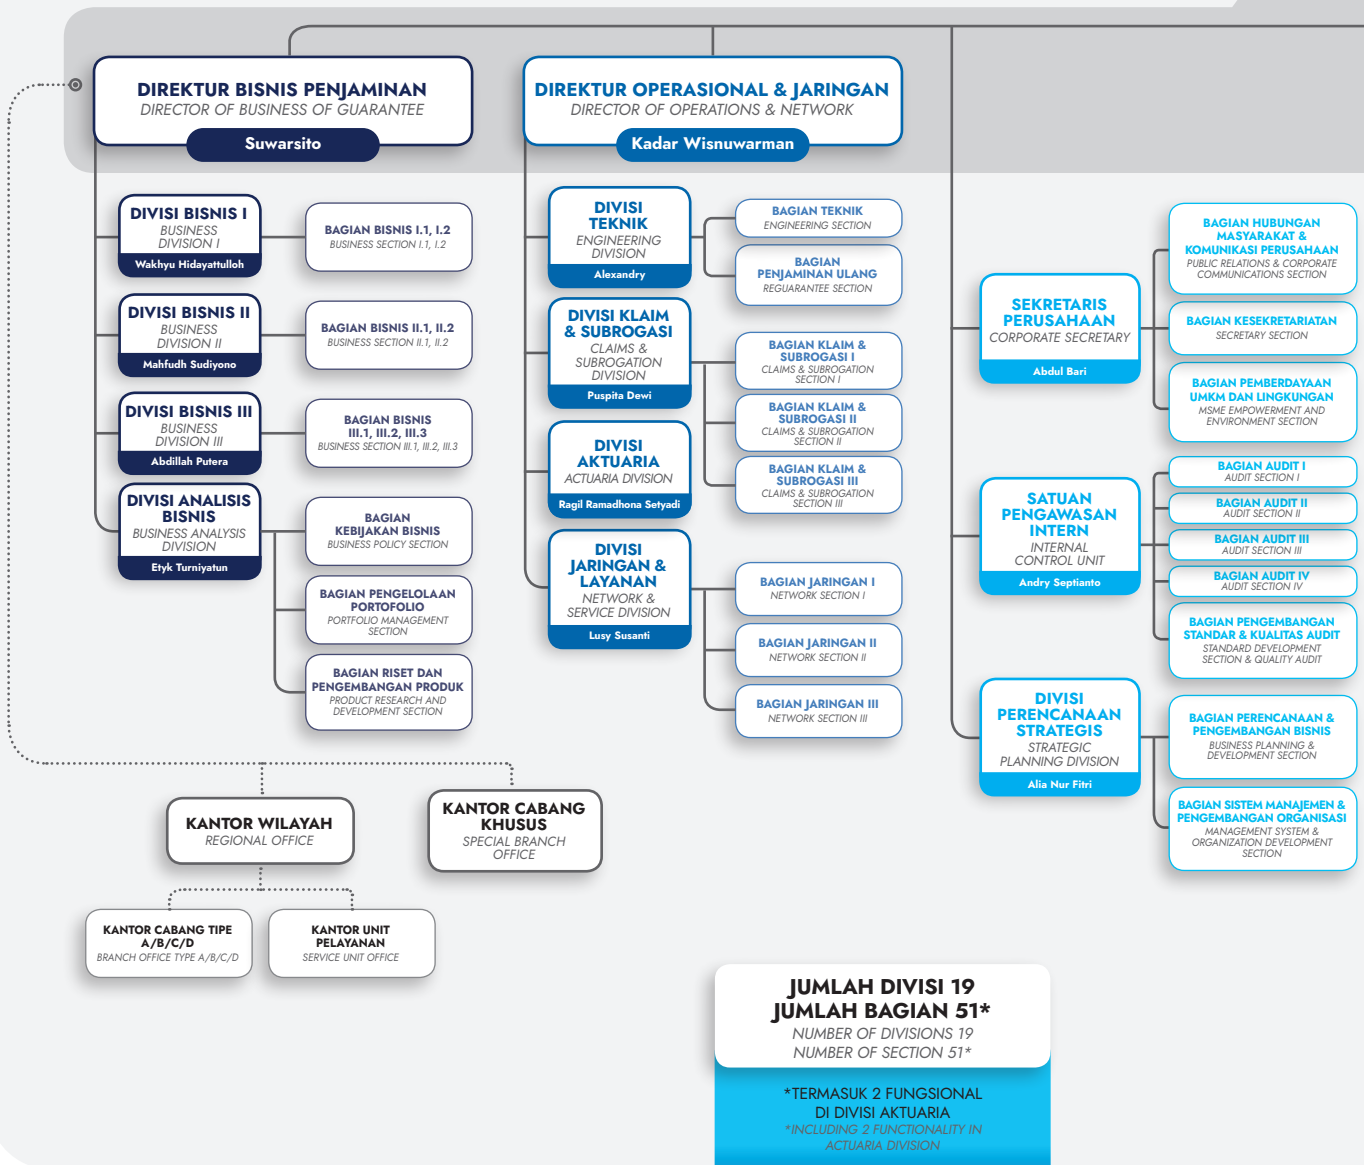 DIREKTUR BISNIS PENJAMINAN
DIRECTOR OF BUSINESS OF GUARANTEE
Suwarsito
DIVISI BISNIS I
BUSINESS
DIVISION I
Wakhyu Hidayattulloh
BAGIAN BISNIS I.1, I.2
BUSINESS SECTION I.1, I.2
DIVISI BISNIS II
BUSINESS
DIVISION II
Mahfudh Sudiyono
BAGIAN BISNIS II.1, II.2
BUSINESS SECTION II.1, II.2
DIVISI BISNIS III
BUSINESS
DIVISION III
Abdillah Putera
BAGIAN BISNIS
III.1, III.2, III.3
BUSINESS SECTION III.1, III.2, III.3
DIVISI ANALISIS
BISNIS
BUSINESS ANALYSIS
DIVISION
Etyk Turniyatun
BAGIAN
KEBIJAKAN BISNIS
BUSINESS POLICY SECTION
BAGIAN PENGELOLAAN
PORTOFOLIO
PORTFOLIO MANAGEMENT
SECTION
BAGIAN RISET DAN
PENGEMBANGAN PRODUK
PRODUCT RESEARCH AND
DEVELOPMENT SECTION
DIREKTUR OPERASIONAL & JARINGAN
DIRECTOR OF OPERATIONS & NETWORK
Kadar Wisnuwarman
DIVISI
TEKNIK
ENGINEERING
DIVISION
Alexandry
BAGIAN TEKNIK
ENGINEERING SECTION
BAGIAN
PENJAMINAN ULANG
REGUARANTEE SECTION
DIVISI KLAIM
& SUBROGASI
CLAIMS &
SUBROGATION
DIVISION
Puspita Dewi
BAGIAN KLAIM &
SUBROGASI I
CLAIMS & SUBROGATION
SECTION I
BAGIAN KLAIM &
SUBROGASI II
CLAIMS & SUBROGATION
SECTION II
BAGIAN KLAIM &
SUBROGASI III
CLAIMS & SUBROGATION
SECTION III
DIVISI
AKTUARIA
ACTUARIA DIVISION
Ragil Ramadhona Setyadi
DIVISI
JARINGAN &
LAYANAN
NETWORK &
SERVICE DIVISION
Lusy Susanti
BAGIAN JARINGAN I
NETWORK SECTION I
BAGIAN JARINGAN II
NETWORK SECTION II
BAGIAN JARINGAN III
NETWORK SECTION III
SEKRETARIS
PERUSAHAAN
CORPORATE SECRETARY
Abdul Bari
BAGIAN HUBUNGAN
MASYARAKAT &
KOMUNIKASI PERUSAHAAN
PUBLIC RELATIONS & CORPORATE
COMMUNICATIONS SECTION
BAGIAN KESEKRETARIATAN
SECRETARY SECTION
BAGIAN PEMBERDAYAAN
UMKM DAN LINGKUNGAN
MSME EMPOWERMENT AND
ENVIRONMENT SECTION
SATUAN
PENGAWASAN
INTERN
INTERNAL
CONTROL UNIT
Andry Septianto
BAGIAN AUDIT I
AUDIT SECTION I
BAGIAN AUDIT II
AUDIT SECTION II
BAGIAN AUDIT III
AUDIT SECTION III
BAGIAN AUDIT IV
AUDIT SECTION IV
BAGIAN PENGEMBANGAN
STANDAR & KUALITAS AUDIT
STANDARD DEVELOPMENT
SECTION & QUALITY AUDIT
DIVISI
PERENCANAAN
STRATEGIS
STRATEGIC
PLANNING DIVISION
Alia Nur Fitri
BAGIAN PERENCANAAN &
PENGEMBANGAN BISNIS
BUSINESS PLANNING &
DEVELOPMENT SECTION
BAGIAN SISTEM MANAJEMEN &
PENGEMBANGAN ORGANISASI
MANAGEMENT SYSTEM &
ORGANIZATION DEVELOPMENT
SECTION
KANTOR WILAYAH
REGIONAL OFFICE
KANTOR CABANG
KHUSUS
SPECIAL BRANCH
OFFICE
KANTOR CABANG TIPE
A/B/C/D
BRANCH OFFICE TYPE A/B/C/D
KANTOR UNIT
PELAYANAN
SERVICE UNIT OFFICE
JUMLAH DIVISI 19
JUMLAH BAGIAN 51*
NUMBER OF DIVISIONS 19
NUMBER OF SECTION 51*
*TERMASUK 2 FUNGSIONAL
DI DIVISI AKTUARIA
*INCLUDING 2 FUNCTIONALITY IN
ACTUARIA DIVISION